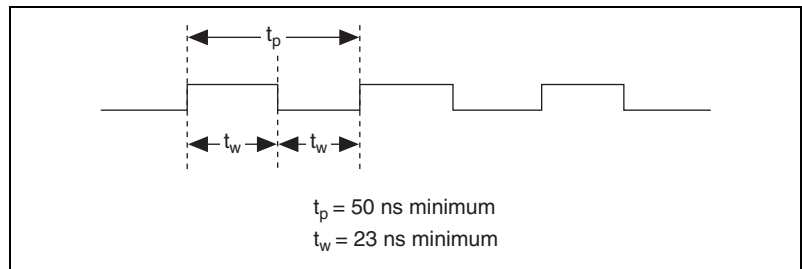 tp
tw tw
tp = 50 ns minimum
tw = 23 ns minimum